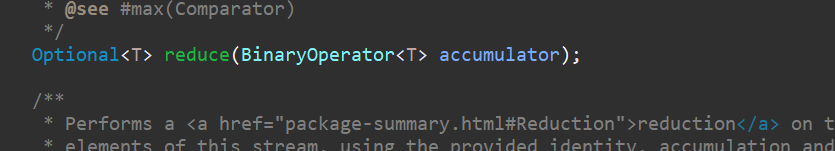 * @see #max(Comparator)
*/
Optional<T> reduce(BinaryOperator<T> accumulator);
/**
* Performs a <a href="package-summary.html#Reduction">reduction</a> on
* elements of this stream, using the provided identity, accumulation and